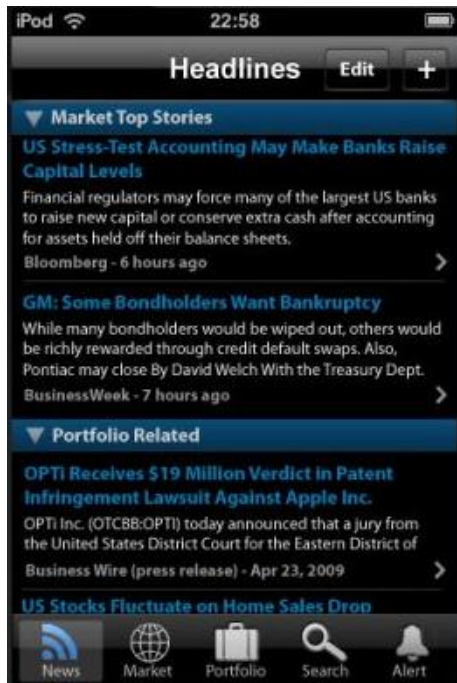 iPod 22:58
Headlines Edit +
Market Top Stories
US Stress-Test Accounting May Make Banks Raise
Capital Levels
Financial regulators may force many of the largest US banks
to raise new capital or conserve extra cash after accounting
for assets held off their balance sheets.
Bloomberg - 6 hours ago
GM: Some Bondholders Want Bankruptcy
While many bondholders would be wiped out, others would
be richly rewarded through credit default swaps. Also,
Pontiac may close By David Welch With the Treasury Dept.
BusinessWeek - 7 hours ago
Portfolio Related
OPTi Receives $19 Million Verdict in Patent
Infringement Lawsuit Against Apple Inc.
OPTi Inc. (OTCBB:OPTI) today announced that a jury from
the United States District Court for the Eastern District of
Business Wire (press release) - Apr 23, 2009
US Stocks Fluctuate on Home Sales Drop
News Market Portfolio Search Alert